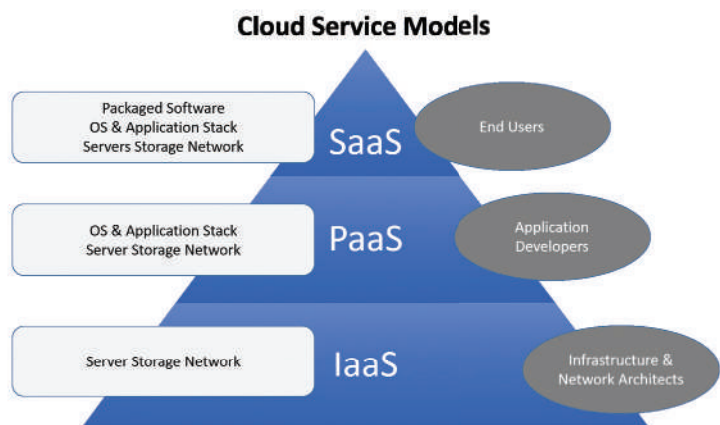 Cloud Service Models
Packaged Software
OS & Application Stack
Servers Storage Network
SaaS
End Users
OS & Application Stack
Server Storage Network
PaaS
Application
Developers
Server Storage Network
IaaS
Infrastructure &
Network Architects